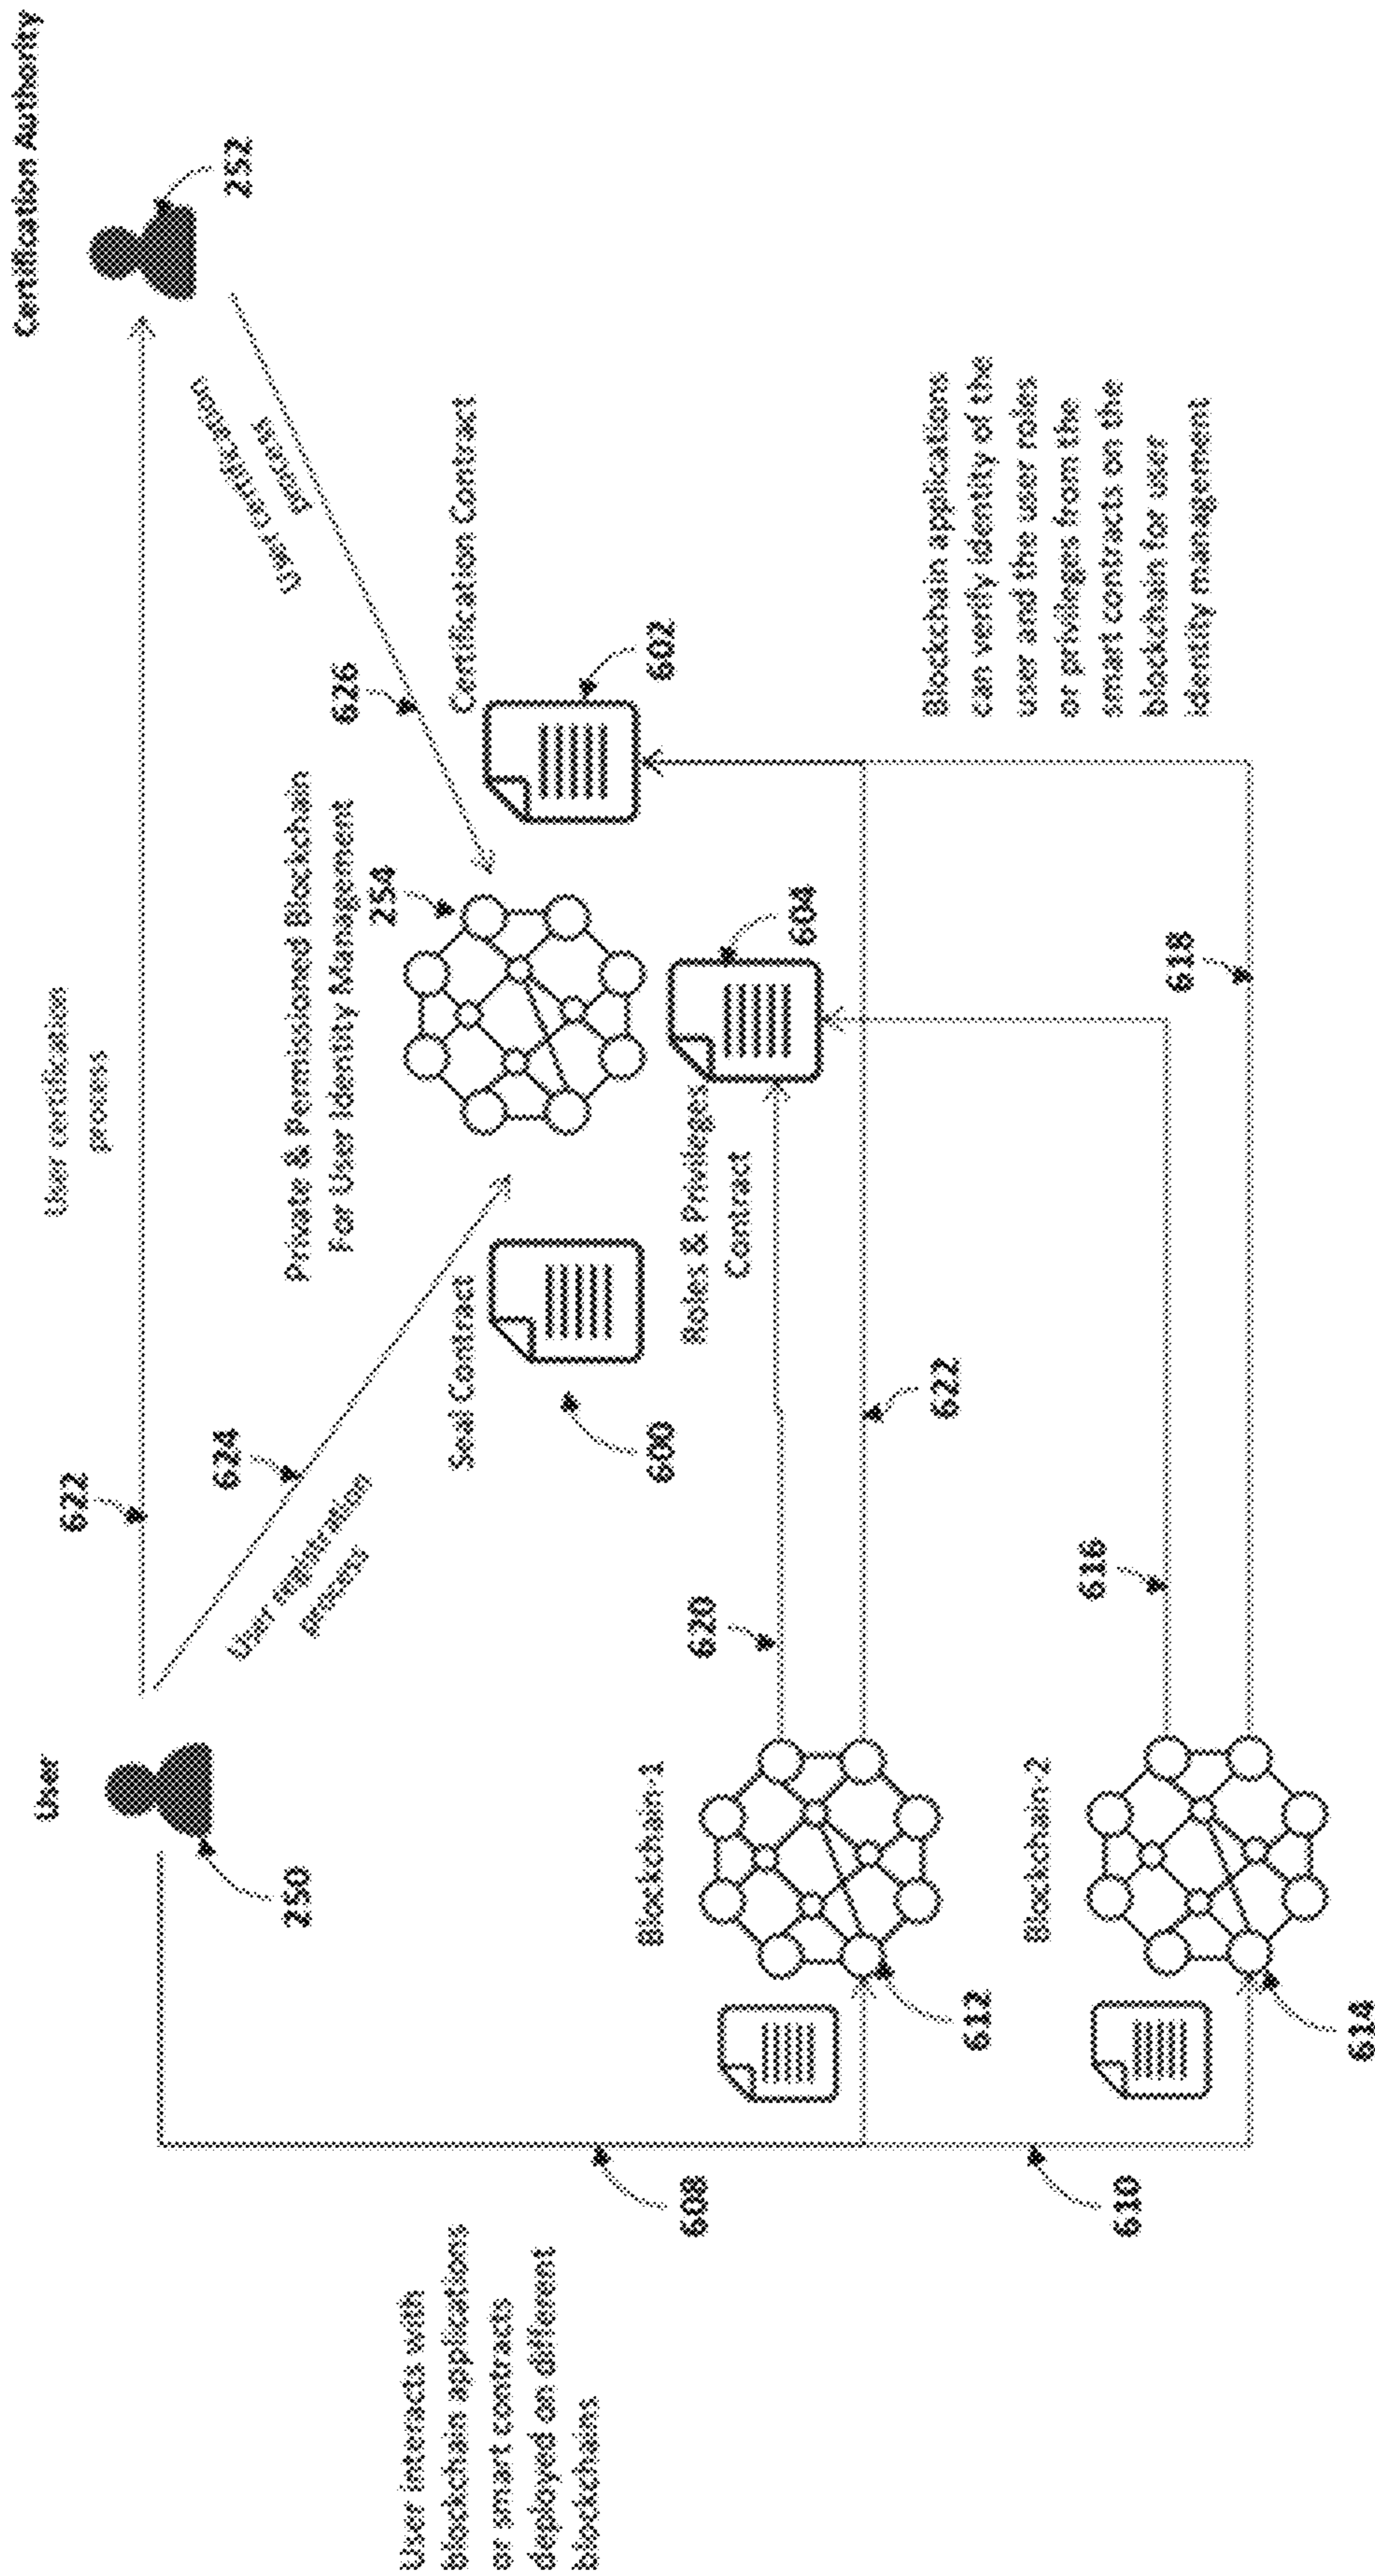 User
250
622
User certification
process
Certification Authority
252
624
User registration
process
User certification
process
626
Private & Permissioned Blockchain
For User Identity Management
254
Seal Contract
600
Certification Contract
602
Roles & Privileges
Contract
604
User interacts with
blockchain applications
or smart contracts
deployed on different
blockchains
608
610
Blockchain-1
612
620
622
Blockchain-2
614
616
618
Blockchain applications
can verify identity of the
user and the user roles
or privileges from the
smart contracts on the
blockchain for user
identity management